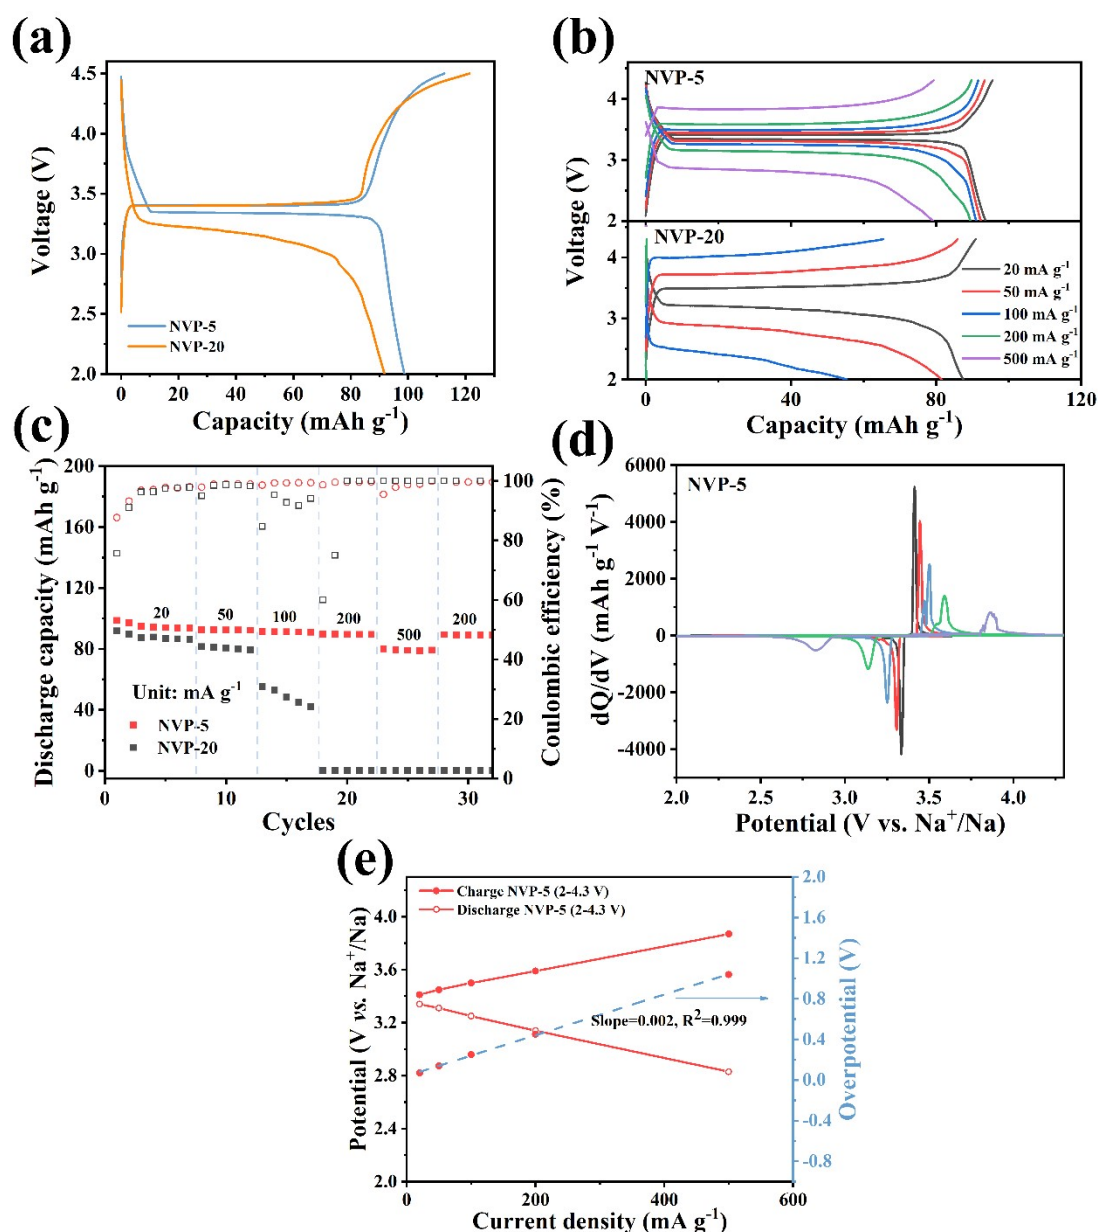 (a)
4.5
4.0
3.5
3.0
2.5
2.0
Voltage (V)
NVP-5
NVP-20
0 20 40 60 80 100 120
Capacity (mAh g⁻¹)
(b)
NVP-5
4
3
2
Voltage (V)
NVP-20
4
3
2
Voltage (V)
20 mA g⁻¹
50 mA g⁻¹
100 mA g⁻¹
200 mA g⁻¹
500 mA g⁻¹
0 40 80 120
Capacity (mAh g⁻¹)
(c)
200
160
120
80
40
0
Discharge capacity (mAh g⁻¹)
20 50 100 200 500 200
Unit: mA g⁻¹
NVP-5
NVP-20
100
80
60
40
20
0
Coulombic efficiency (%)
0 10 20 30
Cycles
(d)
NVP-5
6000
4000
2000
0
-2000
-4000
dQ/dV (mAh g⁻¹ V⁻¹)
2.0 2.5 3.0 3.5 4.0
Potential (V vs. Na⁺/Na)
(e)
4.0
3.6
3.2
2.8
2.4
2.0
Potential (V vs. Na⁺/Na)
Charge NVP-5 (2-4.3 V)
Discharge NVP-5 (2-4.3 V)
Slope=0.002, R²=0.999
2.0
1.6
1.2
0.8
0.4
0.0
-0.4
-0.8
Overpotential (V)
0 200 400 600
Current density (mA g⁻¹)